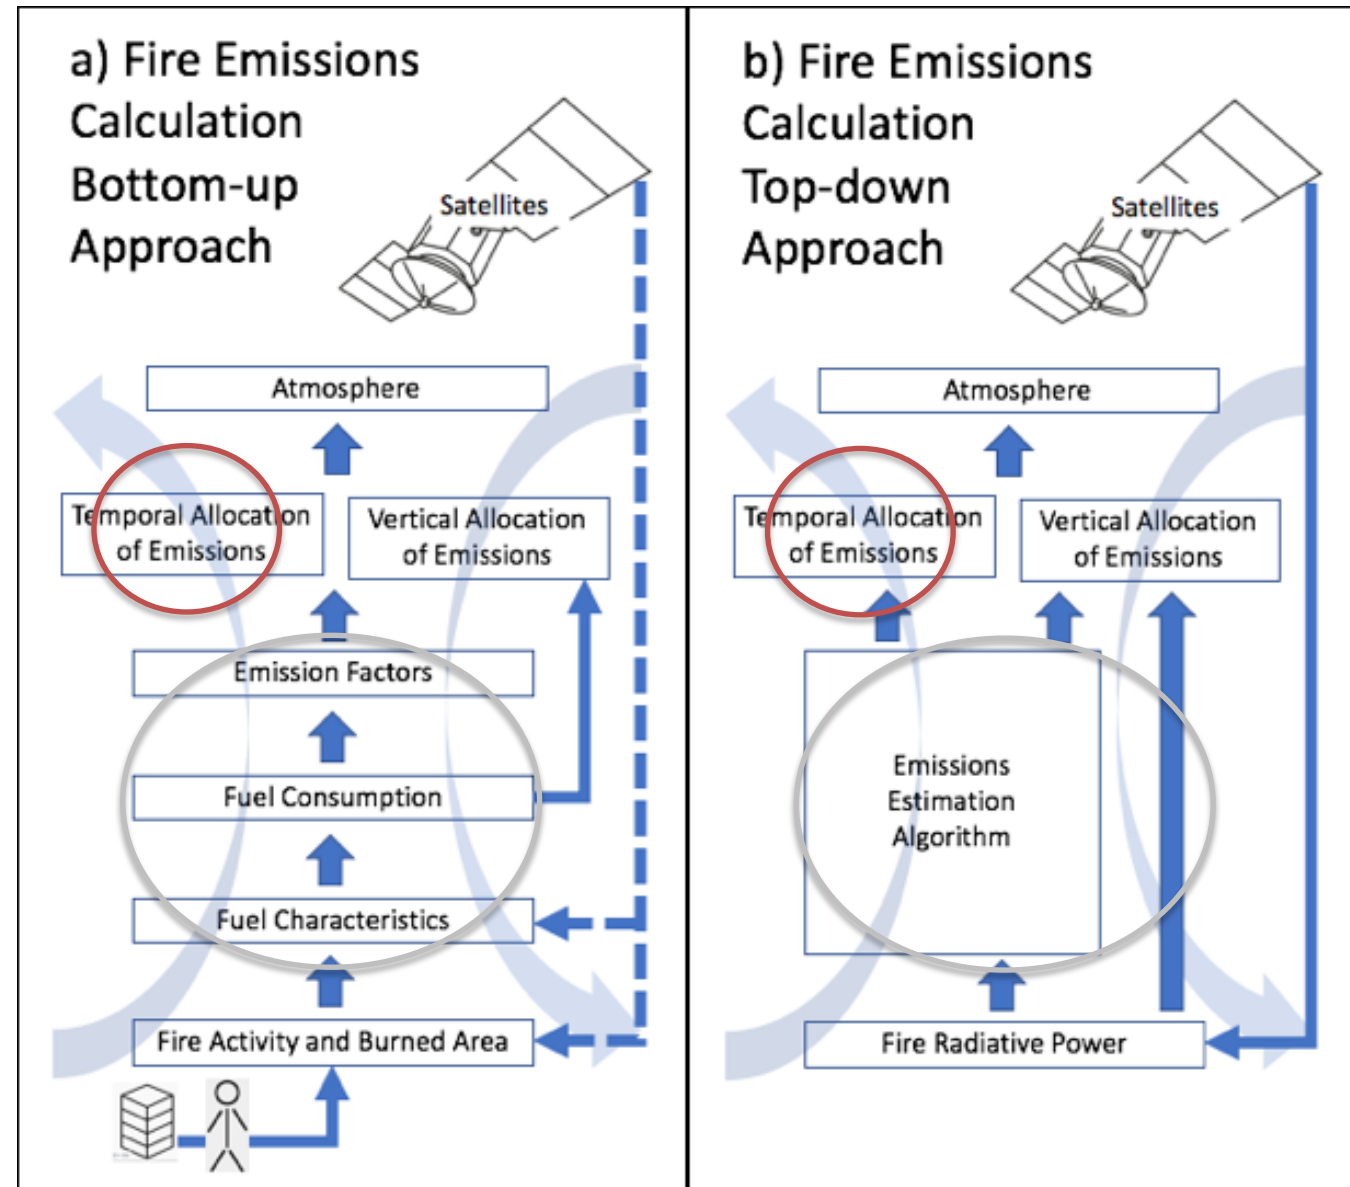 a) Fire Emissions
Calculation
Bottom-up
Approach
Satellites
Atmosphere
Temporal Allocation
of Emissions
Vertical Allocation
of Emissions
Emission Factors
Fuel Consumption
Fuel Characteristics
Fire Activity and Burned Area
b) Fire Emissions
Calculation
Top-down
Approach
Satellites
Atmosphere
Temporal Allocation
of Emissions
Vertical Allocation
of Emissions
Emissions
Estimation
Algorithm
Fire Radiative Power